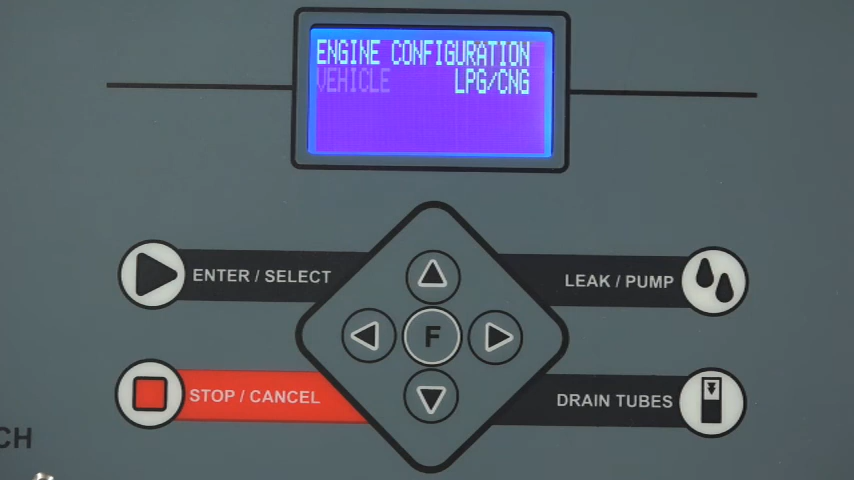 ENGINE CONFIGURATION
VEHICLE LPG/CNG
ENTER / SELECT
LEAK / PUMP
F
STOP / CANCEL
DRAIN TUBES
CH